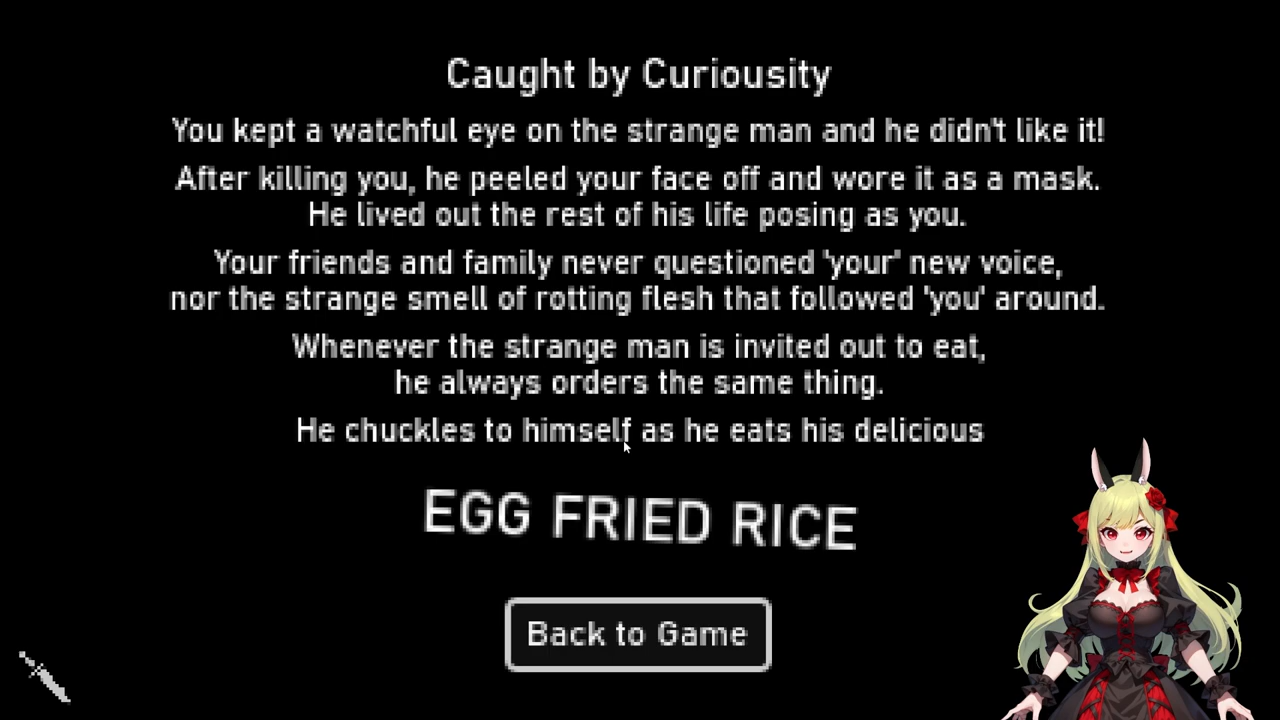 Caught by Curiousity
You kept a watchful eye on the strange man and he didn't like it!
After killing you, he peeled your face off and wore it as a mask.
He lived out the rest of his life posing as you.
Your friends and family never questioned 'your' new voice,
nor the strange smell of rotting flesh that followed 'you' around.
Whenever the strange man is invited out to eat,
he always orders the same thing.
He chuckles to himself as he eats his delicious
EGG FRIED RICE
Back to Game